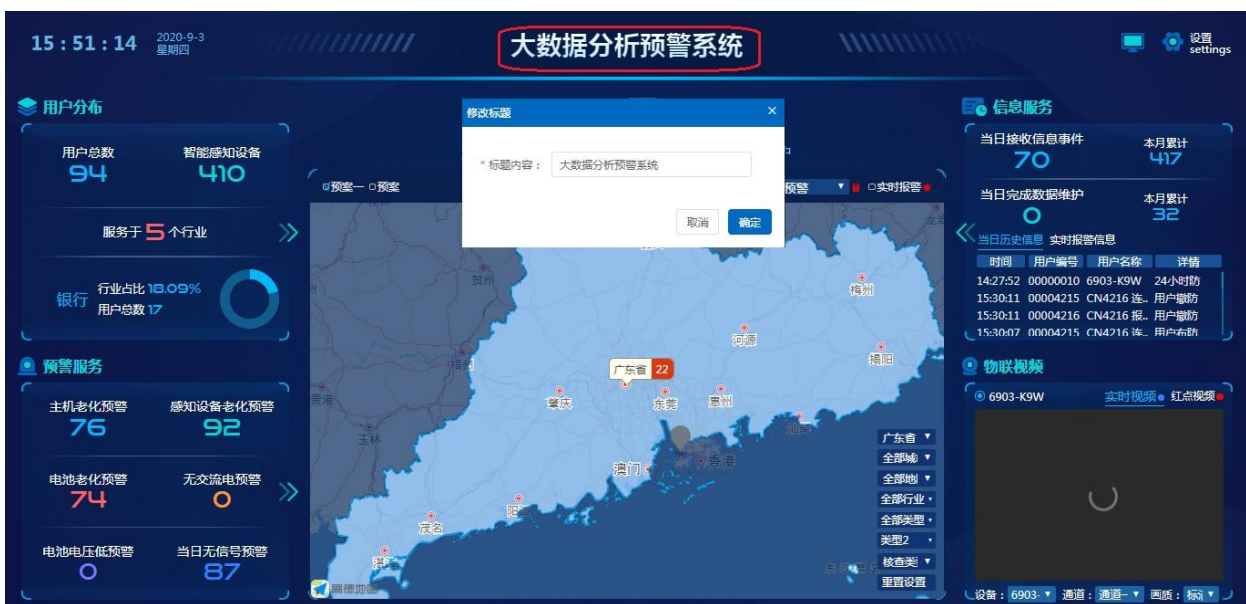 15:51:14
2020-9-3
星期四
大数据分析预警系统
设置
settings
用户分布
用户总数
智能感知设备
94
410
服务于 5 个行业
银行
行业占比 18.09%
用户总数 17
预警服务
主机老化预警
感知设备老化预警
76
92
电池老化预警
无交流电预警
74
0
电池电压低预警
当日无信号预警
0
87
修改标题
×
* 标题内容：
大数据分析预警系统
取消
确定
预案一
预案
预警
实时报警
贺州
梅州
河源
揭阳
广东省 22
肇庆
东莞
惠州
汕尾
玉林
澳门
香港
阳江
茂名
湛江
高德地图
广东省
全部城
全部地
全部行业
全部类型
类型2
核查类
重置设置
信息服务
当日接收信息事件
本月累计
70
417
当日完成数据维护
本月累计
0
32
当日历史信息 实时报警信息
时间 用户编号 用户名称 详情
14:27:52 00000010 6903-K9W 24小时防
15:30:11 00004215 CN4216 连.. 用户撤防
15:30:11 00004216 CN4216 报.. 用户撤防
15:30:07 00004215 CN4216 连.. 用户布防
物联视频
6903-K9W
实时视频
红点视频
设备： 6903- 通道： 通道一 画质： 标清